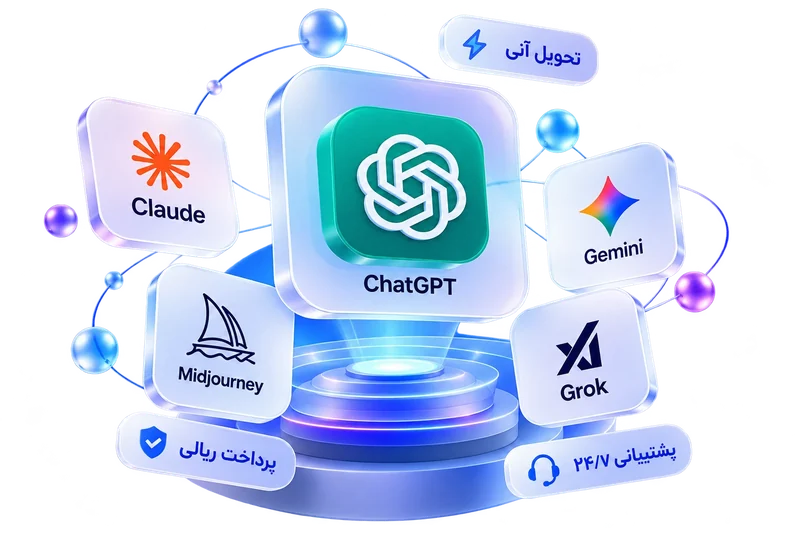 تحویل آنی
Claude
ChatGPT
Gemini
Midjourney
Grok
پرداخت ریالی
پشتیبانی ۲۴/۷